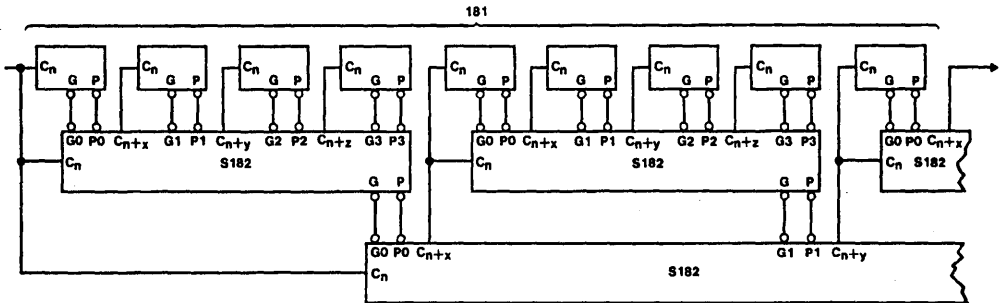 181
Cn G P Cn G P Cn G P Cn G P Cn G P Cn G P Cn G P Cn G P Cn G P
G0 P0 Cn+x G1 P1 Cn+y G2 P2 Cn+z G3 P3 G0 P0 Cn+x G1 P1 Cn+y G2 P2 Cn+z G3 P3 G0 P0 Cn+x
Cn S182 Cn S182 Cn S182
G P G P
G0 P0 Cn+x G1 P1 Cn+y
Cn S182